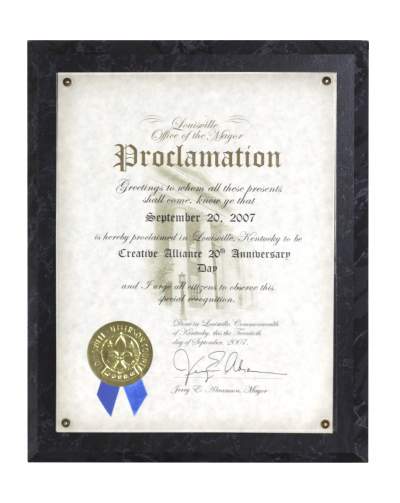 Louisville
Office of the Mayor
Proclamation
Greetings to whom all these presents
shall come, know ye that
September 20, 2007
is hereby proclaimed in Louisville, Kentucky to be
Creative Alliance 20th Anniversary
Day
and I urge all citizens to observe this
special recognition.
Done in Louisville, Commonwealth
of Kentucky, this the Twentieth
day of September, 2007.
Jerry E. Abramson, Mayor